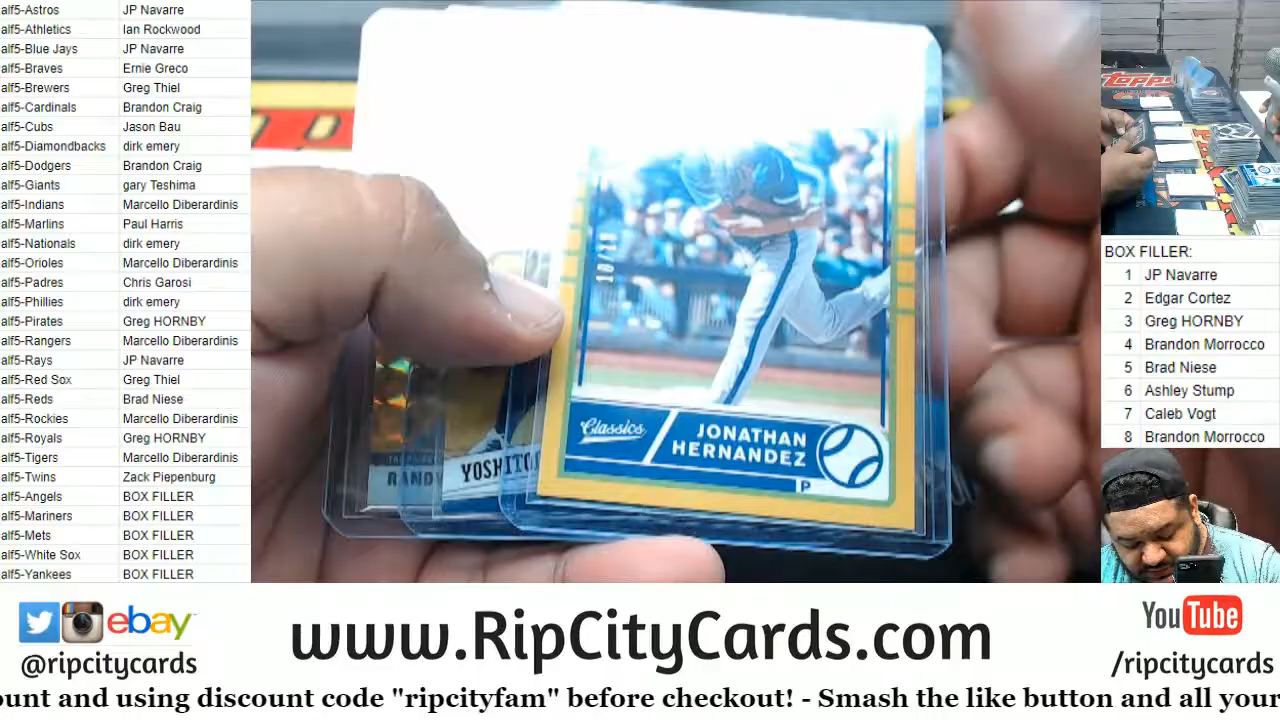 alf5-Astros JP Navarre
alf5-Athletics Ian Rockwood
alf5-Blue Jays JP Navarre
alf5-Braves Ernie Greco
alf5-Brewers Greg Thiel
alf5-Cardinals Brandon Craig
alf5-Cubs Jason Bau
alf5-Diamondbacks dirk emery
alf5-Dodgers Brandon Craig
alf5-Giants gary Teshima
alf5-Indians Marcello Diberardinis
alf5-Marlins Paul Harris
alf5-Nationals dirk emery
alf5-Orioles Marcello Diberardinis
alf5-Padres Chris Garosi
alf5-Phillies dirk emery
alf5-Pirates Greg HORNBY
alf5-Rangers Marcello Diberardinis
alf5-Rays JP Navarre
alf5-Red Sox Greg Thiel
alf5-Reds Brad Niese
alf5-Rockies Marcello Diberardinis
alf5-Royals Greg HORNBY
alf5-Tigers Marcello Diberardinis
alf5-Twins Zack Piepenburg
alf5-Angels BOX FILLER
alf5-Mariners BOX FILLER
alf5-Mets BOX FILLER
alf5-White Sox BOX FILLER
alf5-Yankees BOX FILLER
Classics
JONATHAN
HERNANDEZ
P
TOPPS
BOX FILLER:
1 JP Navarre
2 Edgar Cortez
3 Greg HORNBY
4 Brandon Morrocco
5 Brad Niese
6 Ashley Stump
7 Caleb Vogt
8 Brandon Morrocco
ebay
@ripcitycards
www.RipCityCards.com
YouTube
/ripcitycards
ount and using discount code "ripcityfam" before checkout! - Smash the like button and all your